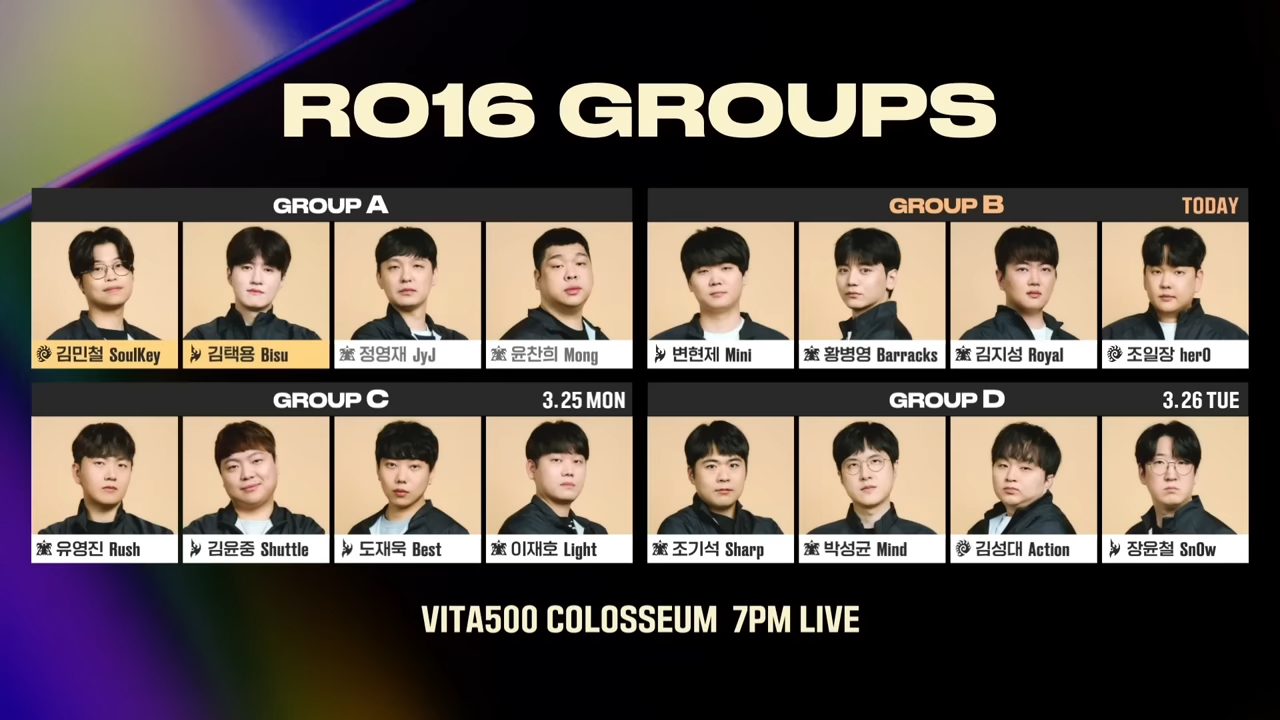 RO16 GROUPS
GROUP A
김민철 SoulKey
김택용 Bisu
정영재 JyJ
윤찬희 Mong
GROUP B
TODAY
변현제 Mini
황병영 Barracks
김지성 Royal
조일장 herO
GROUP C
3.25 MON
유영진 Rush
김윤중 Shuttle
도재욱 Best
이재호 Light
GROUP D
3.26 TUE
조기석 Sharp
박성균 Mind
김성대 Action
장윤철 SnOw
VITA500 COLOSSEUM 7PM LIVE